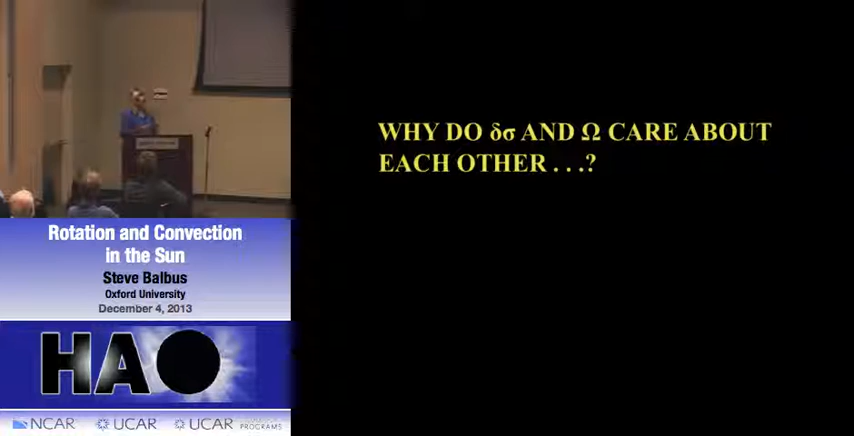 WHY DO δσ AND Ω CARE ABOUT
EACH OTHER . . .?
Rotation and Convection
in the Sun
Steve Balbus
Oxford University
December 4, 2013
HAO
NCAR
UCAR
UCAR
PROGRAMS